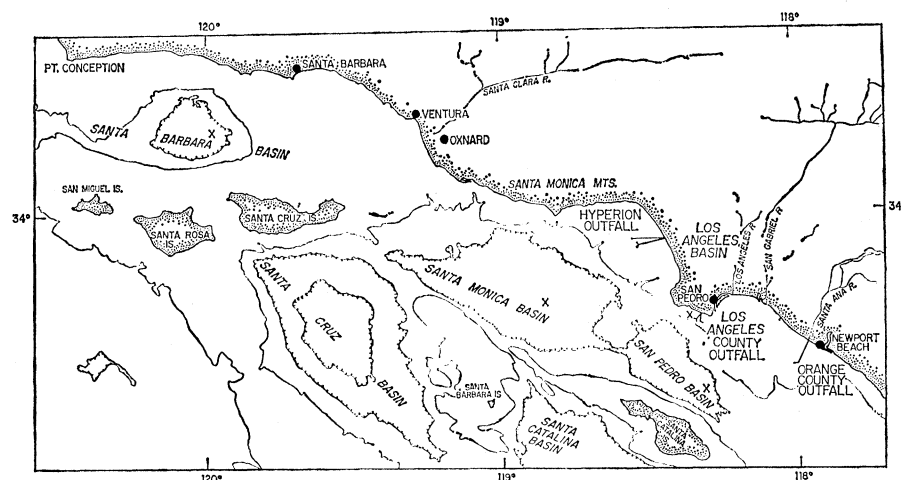 120°
119°
118°
PT. CONCEPTION
SANTA BARBARA
SANTA CLARA R.
VENTURA
OXNARD
SANTA
BARBARA
X
BASIN
SAN MIGUEL IS.
SANTA MONICA MTS.
34°
34
SANTA ROSA
IS.
SANTA CRUZ IS.
HYPERION
OUTFALL
LOS
ANGELES
BASIN
LOS ANGELES R
SAN GABRIEL R
SANTA
CRUZ
BASIN
SANTA MONICA
BASIN
X
SAN
PEDRO
X
LOS
ANGELES
COUNTY
OUTFALL
SANTA ANA R.
NEWPORT
BEACH
ORANGE
COUNTY
OUTFALL
SAN PEDRO BASIN
X
SANTA
BARBARA IS
SANTA
CATALINA
BASIN
SANTA
CATALINA
120°
119°
118°